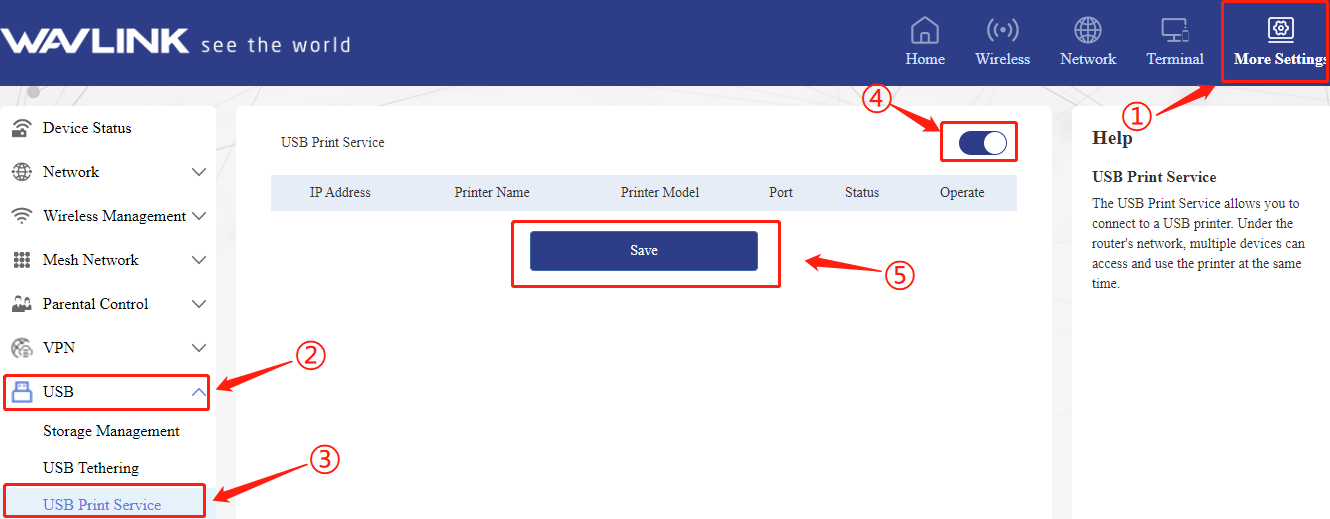 WAVLINK see the world
Home
Wireless
Network
Terminal
More Settings
④
①
Device Status
Network
Wireless Management
Mesh Network
Parental Control
VPN
②
USB
Storage Management
USB Tethering
③
USB Print Service
USB Print Service
IP Address
Printer Name
Printer Model
Port
Status
Operate
Save
⑤
Help
USB Print Service
The USB Print Service allows you to
connect to a USB printer. Under the
router's network, multiple devices can
access and use the printer at the same
time.